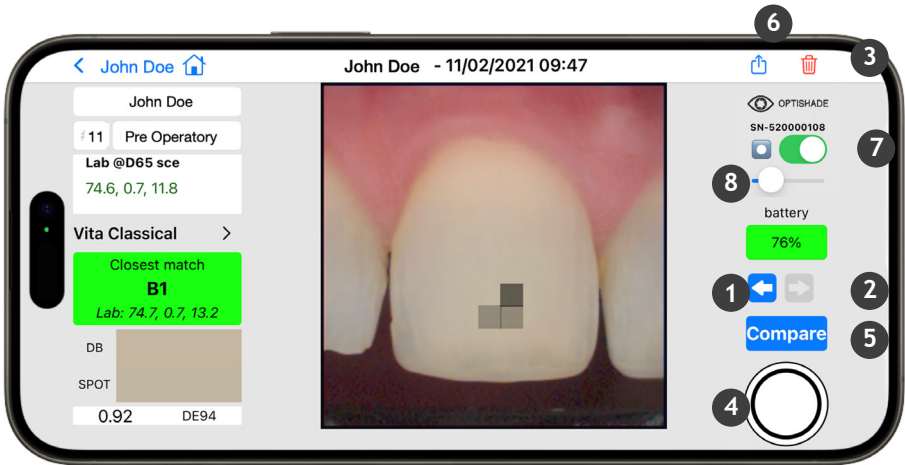 6
3
John Doe
John Doe - 11/02/2021 09:47
John Doe
11 Pre Operatory
Lab @D65 sce
74.6, 0.7, 11.8
Vita Classical >
Closest match
B1
Lab: 74.7, 0.7, 13.2
DB
SPOT
0.92 DE94
OPTISHADE
SN-520000108
7
8
battery
76%
1
2
Compare
5
4